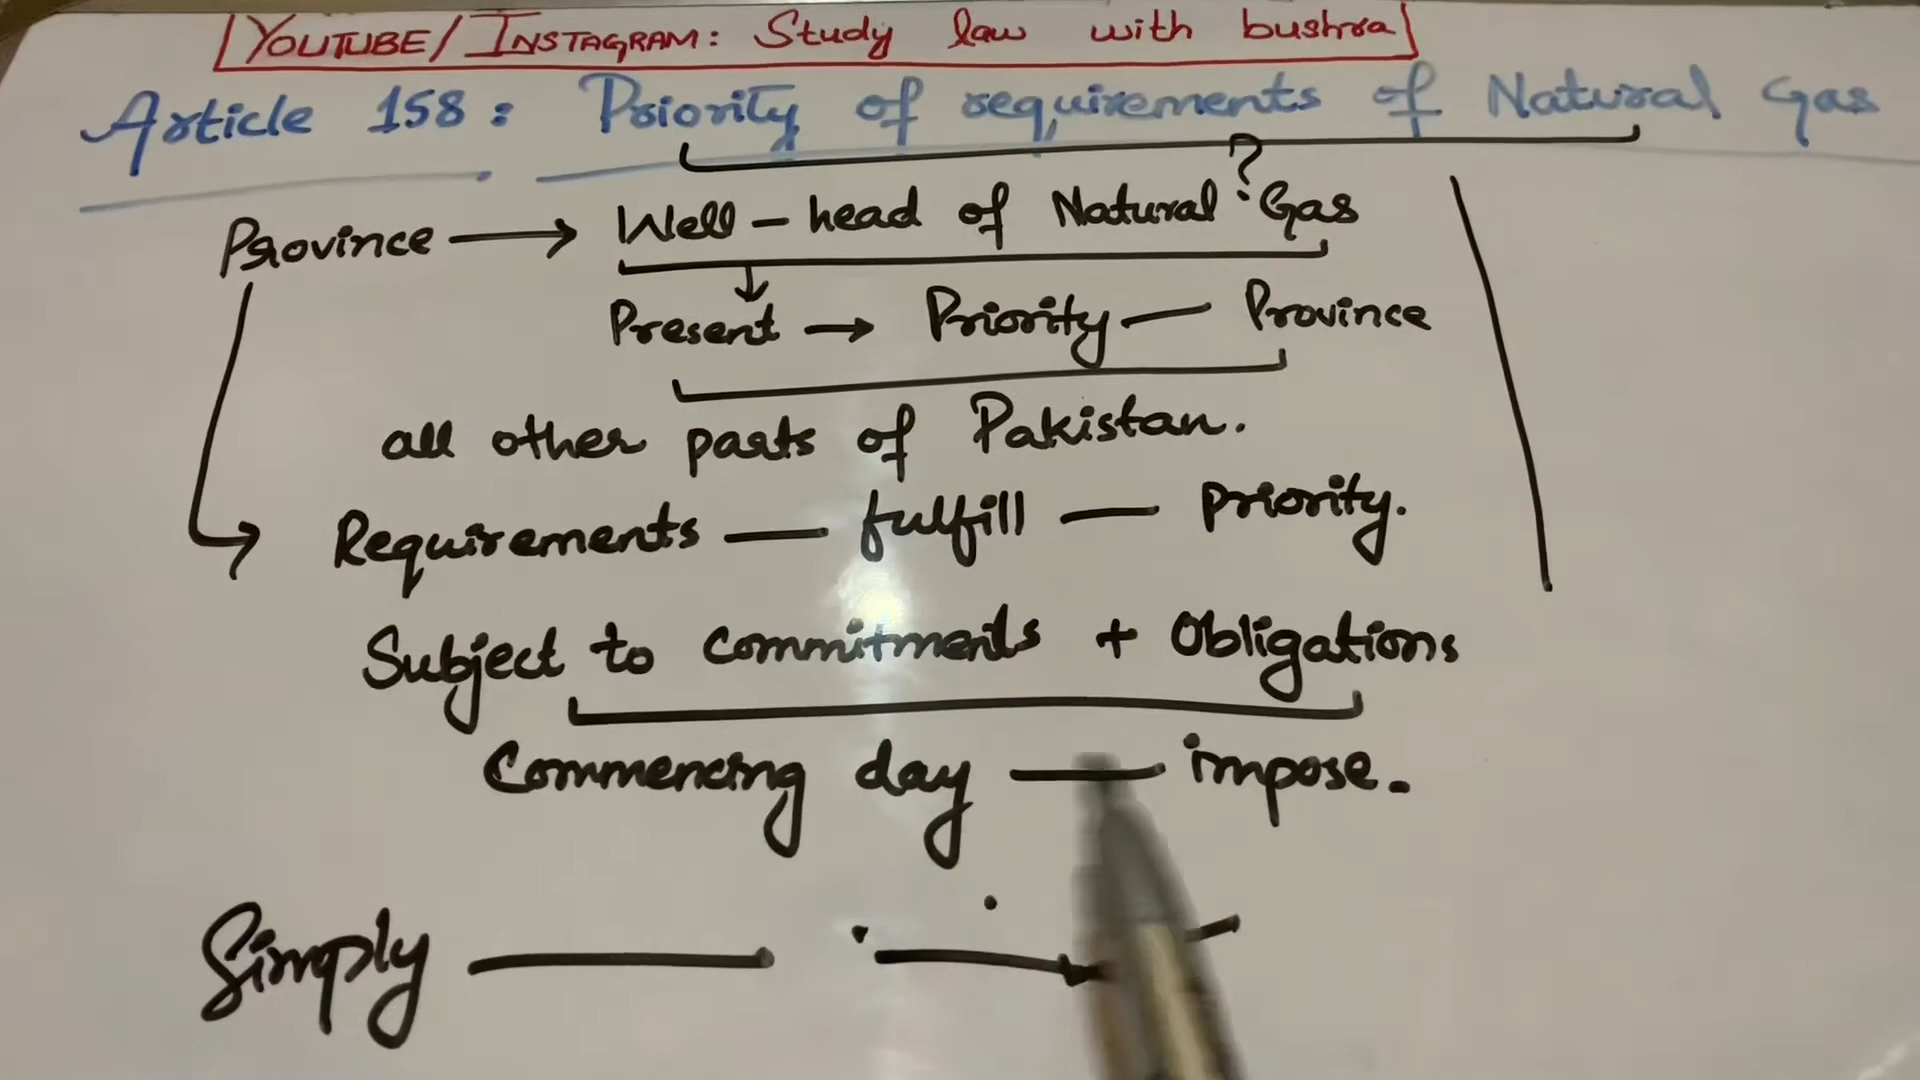 YOUTUBE/INSTAGRAM: Study law with bushra
Article 158: Priority of requirements of Natural Gas
?
Province → Well-head of Natural Gas
Present → Priority — Province
all other parts of Pakistan.
Requirements — fulfill — priority.
Subject to commitments + Obligations
Commencing day — impose.
Simply